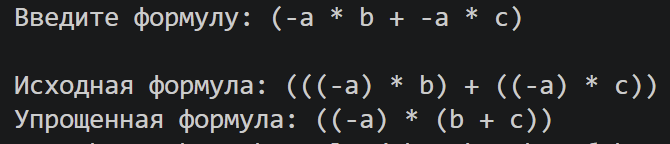 Введите формулу: (-a * b + -a * c)
Исходная формула: (((-a) * b) + ((-a) * c))
Упрощенная формула: ((-a) * (b + c))